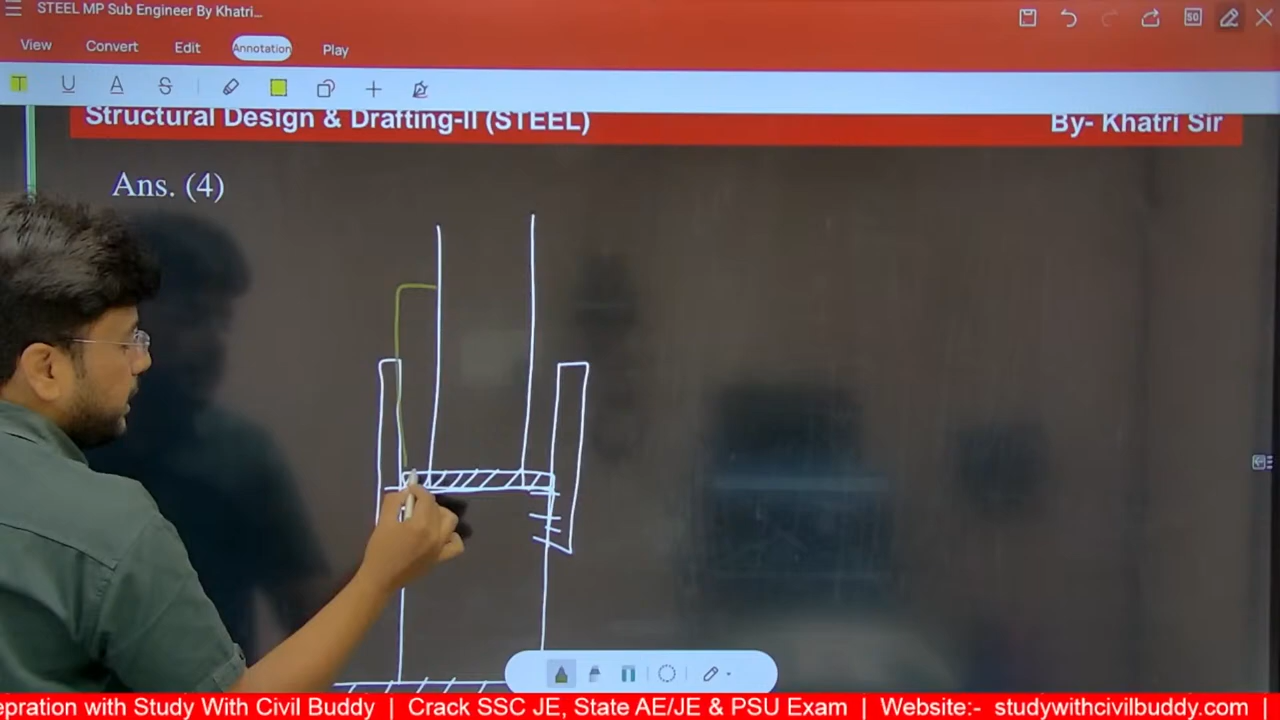 STEEL MP Sub Engineer By Khatri...
50
View Convert Edit Annotation Play
T U A S
Structural Design & Drafting-II (STEEL) By- Khatri Sir
Ans. (4)
epration with Study With Civil Buddy | Crack SSC JE, State AE/JE & PSU Exam | Website:- studywithcivilbuddy.com |